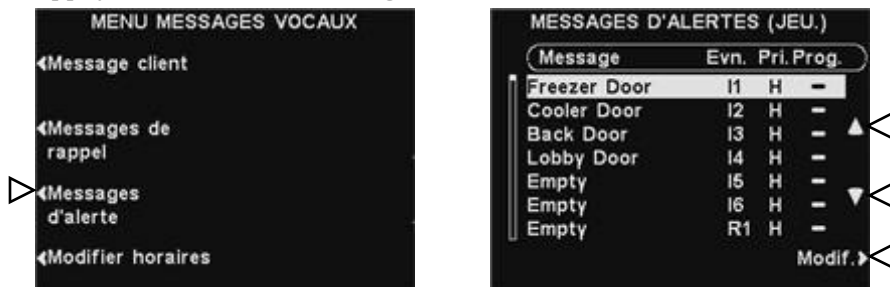 MENU MESSAGES VOCAUX
Message client
Messages de
rappel
Messages
d'alerte
Modifier horaires
MESSAGES D'ALERTES (JEU.)
Message Evn. Pri. Prog.
Freezer Door I1 H –
Cooler Door I2 H –
Back Door I3 H –
Lobby Door I4 H –
Empty I5 H –
Empty I6 H –
Empty R1 H –
Modif.